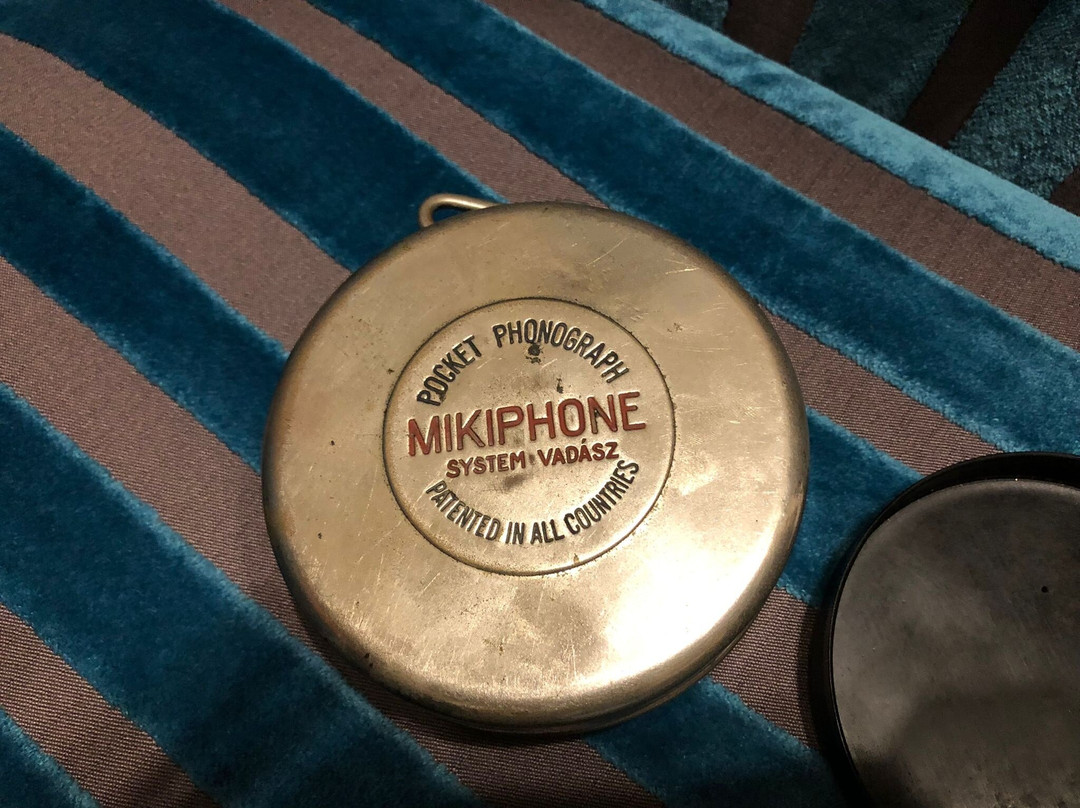 POCKET PHONOGRAPH
MIKIPHONE
SYSTEM VADÁSZ
PATENTED IN ALL COUNTRIES